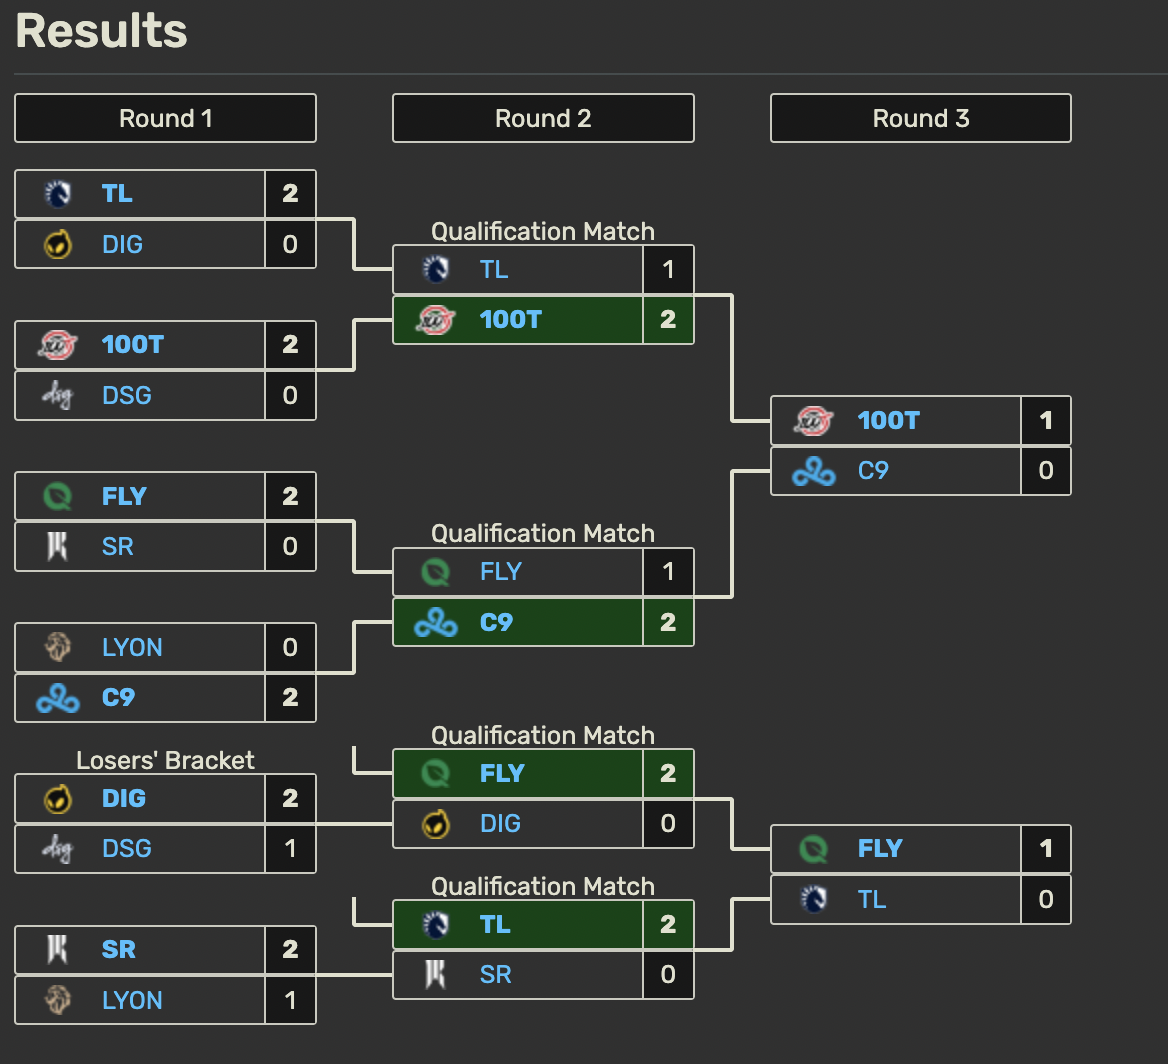 Results
Round 1
Round 2
Round 3
TL 2
DIG 0
100T 2
DSG 0
FLY 2
SR 0
LYON 0
C9 2
Losers' Bracket
DIG 2
DSG 1
SR 2
LYON 1
Qualification Match
TL 1
100T 2
Qualification Match
FLY 1
C9 2
Qualification Match
FLY 2
DIG 0
Qualification Match
TL 2
SR 0
100T 1
C9 0
FLY 1
TL 0